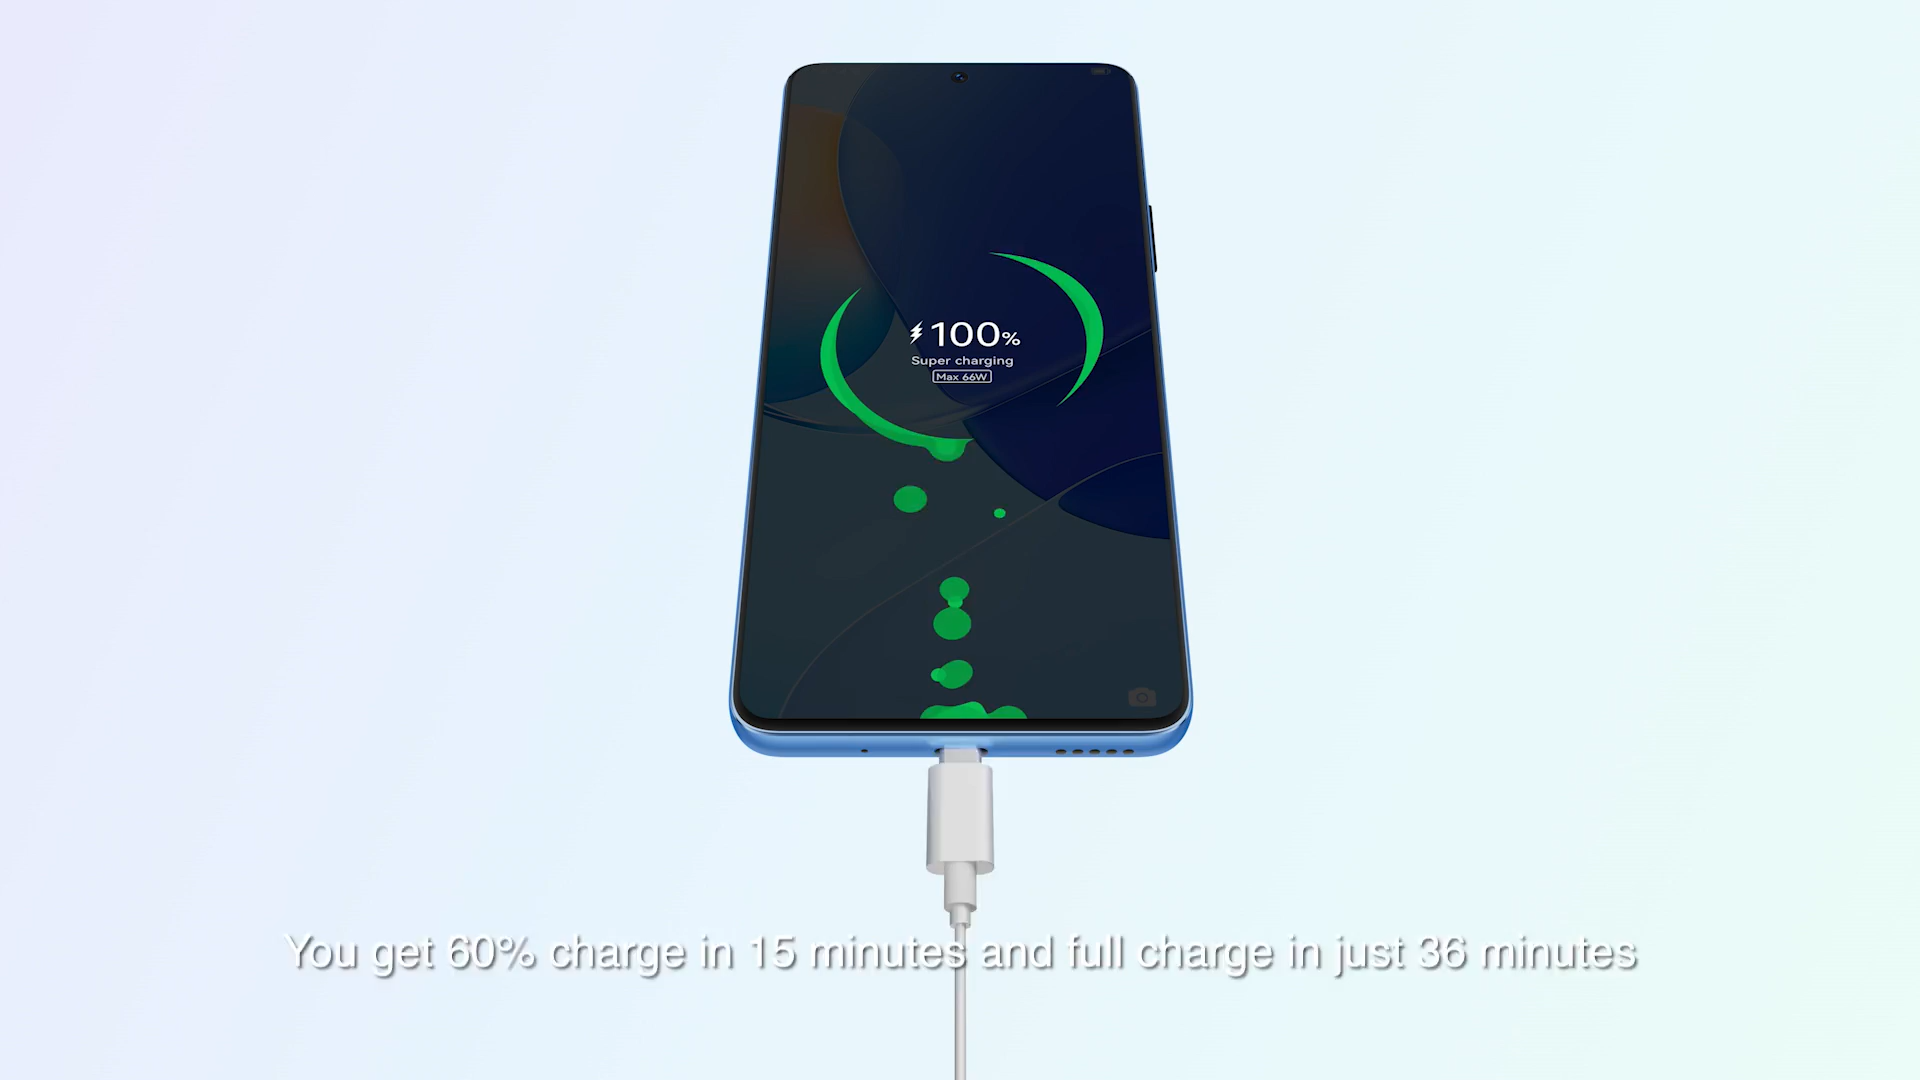 100%
Super charging
Max 66W
You get 60% charge in 15 minutes and full charge in just 36 minutes